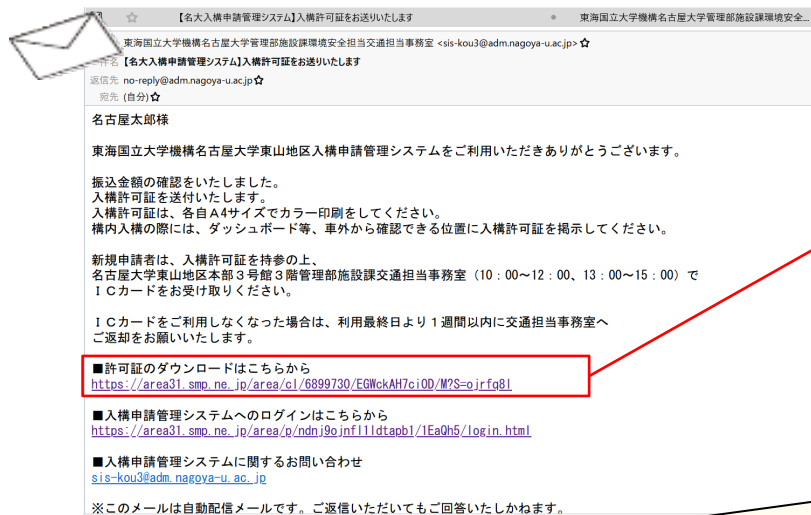 【名大入構申請管理システム】入構許可証をお送りいたします 東海国立大学機構名古屋大学管理部施設課環境安全...
東海国立大学機構名古屋大学管理部施設課環境安全担当交通担当事務室 <sis-kou3@adm.nagoya-u.ac.jp>
件名 【名大入構申請管理システム】入構許可証をお送りいたします
返信先 no-reply@adm.nagoya-u.ac.jp
宛先 (自分)
名古屋太郎様
東海国立大学機構名古屋大学東山地区入構申請管理システムをご利用いただきありがとうございます。
振込金額の確認をいたしました。
入構許可証を送付いたします。
入構許可証は、各自A4サイズでカラー印刷をしてください。
構内入構の際には、ダッシュボード等、車外から確認できる位置に入構許可証を掲示してください。
新規申請者は、入構許可証を持参の上、
名古屋大学東山地区本部3号館3階管理部施設課交通担当事務室（10：00～12：00、13：00～15：00）で
ICカードをお受け取りください。
ICカードをご利用しなくなった場合は、利用最終日より1週間以内に交通担当事務室へ
ご返却をお願いいたします。
■許可証のダウンロードはこちらから
https://area31.smp.ne.jp/area/cl/6899730/EGWckAH7ciOD/M?S=ojrfq8l
■入構申請管理システムへのログインはこちらから
https://area31.smp.ne.jp/area/p/ndnj9ojnfl1ldtapb1/1EaQh5/login.html
■入構申請管理システムに関するお問い合わせ
sis-kou3@adm.nagoya-u.ac.jp
※このメールは自動配信メールです。ご返信いただいてもご回答いたしかねます。